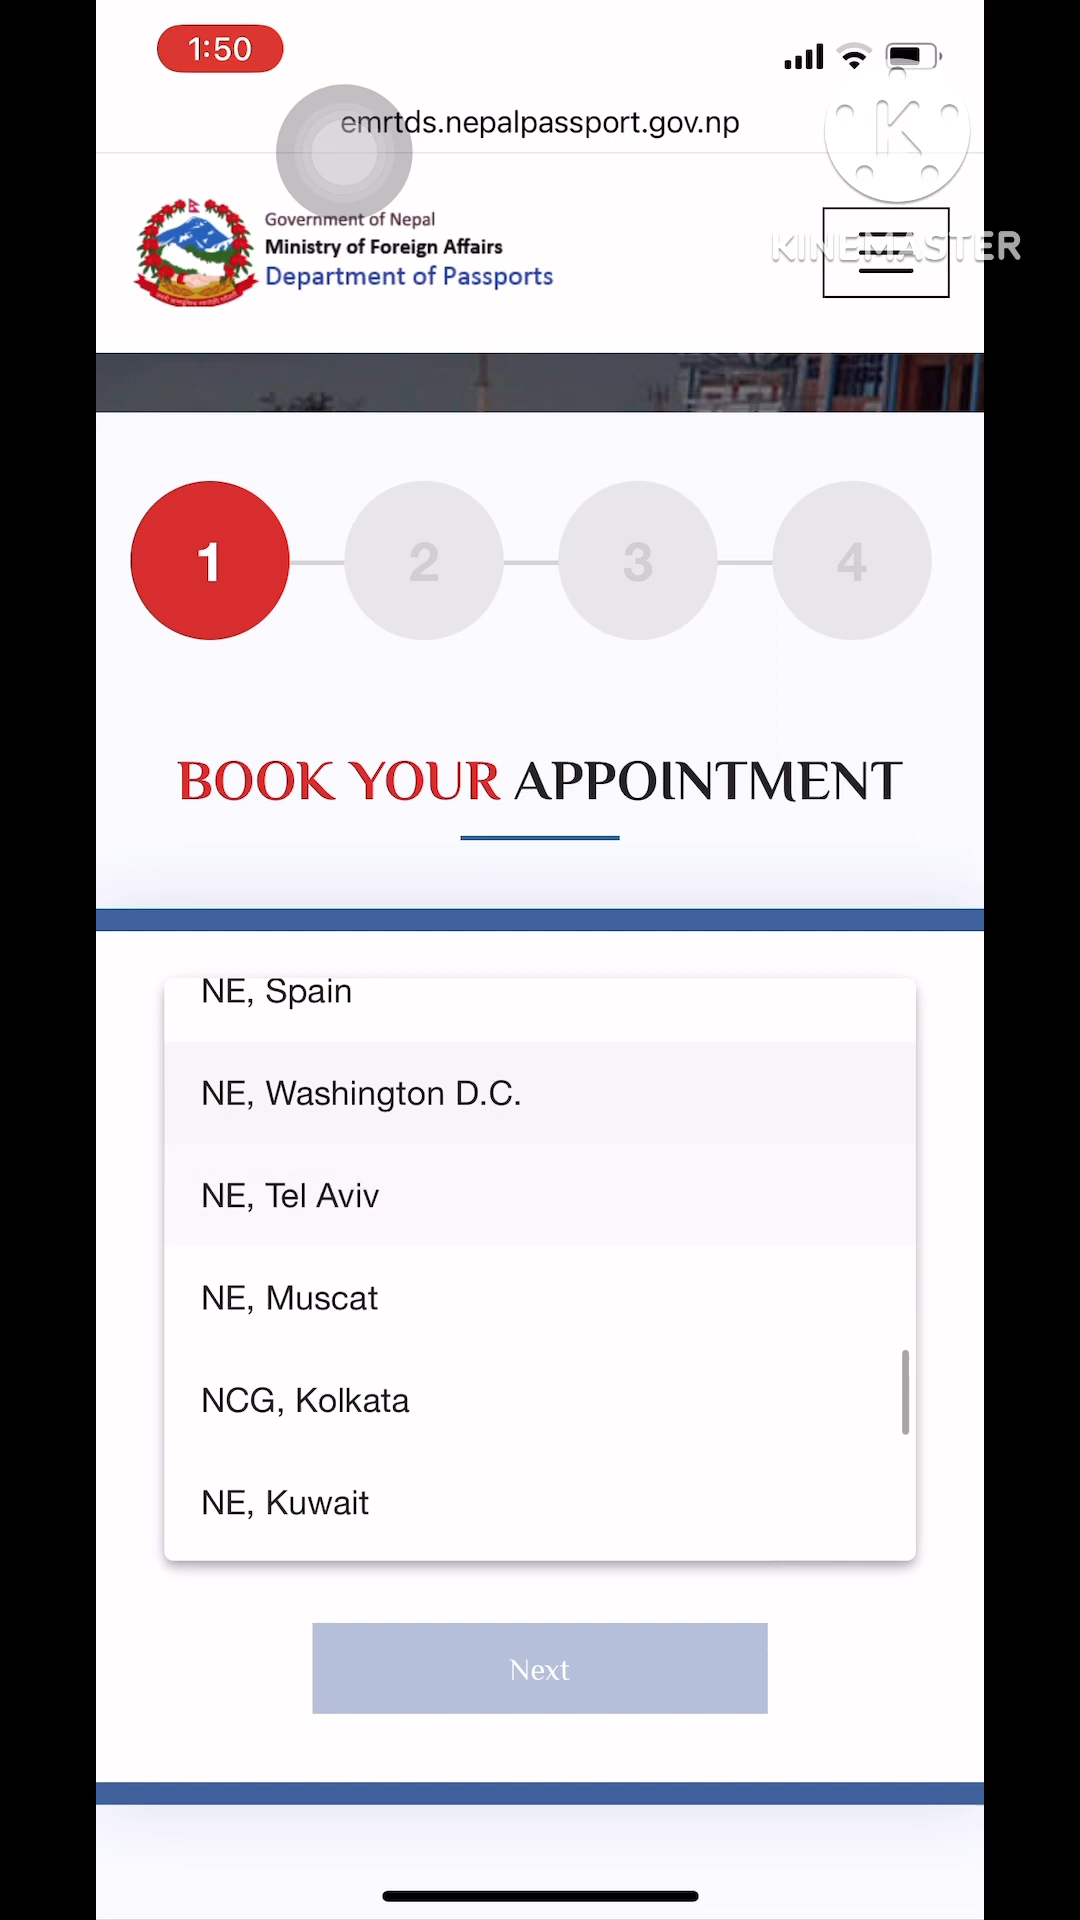 1:50
emrtds.nepalpassport.gov.np
K
KINEMASTER
Government of Nepal
Ministry of Foreign Affairs
Department of Passports
1 2 3 4
BOOK YOUR APPOINTMENT
NE, Spain
NE, Washington D.C.
NE, Tel Aviv
NE, Muscat
NCG, Kolkata
NE, Kuwait
Next